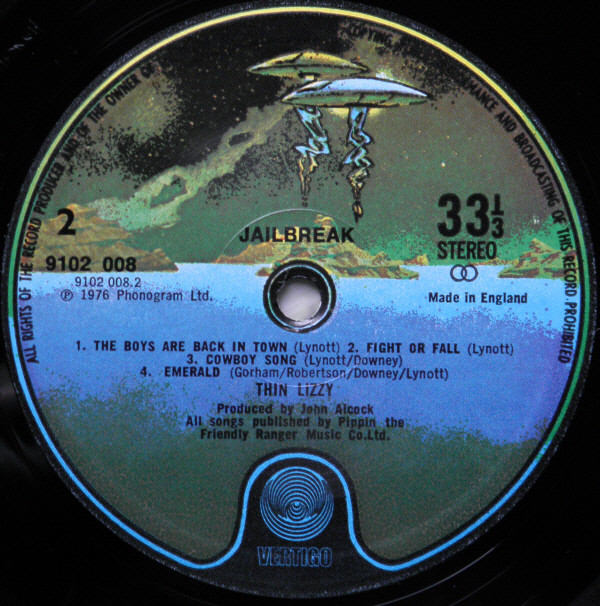 ALL RIGHTS OF THE RECORD PRODUCER AND OF THE OWNER OF
COPYING
MANCE AND BROADCASTING OF THIS RECORD PROHIBITED
2
JAILBREAK
33⅓
STEREO
9102 008
9102 008.2
℗ 1976 Phonogram Ltd.
Made in England
1. THE BOYS ARE BACK IN TOWN (Lynott) 2. FIGHT OR FALL (Lynott)
3. COWBOY SONG (Lynott/Downey)
4. EMERALD (Gorham/Robertson/Downey/Lynott)
THIN LIZZY
Produced by John Alcock
All songs published by Pippin the
Friendly Ranger Music Co.Ltd.
VERTIGO